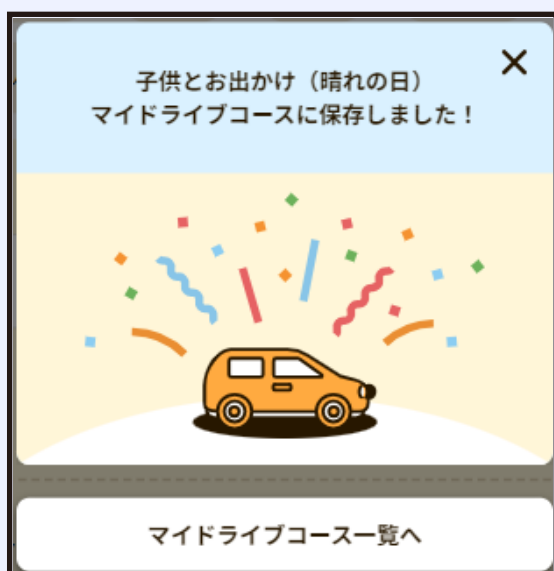 子供とお出かけ（晴れの日）
マイドライブコースに保存しました！
マイドライブコース一覧へ